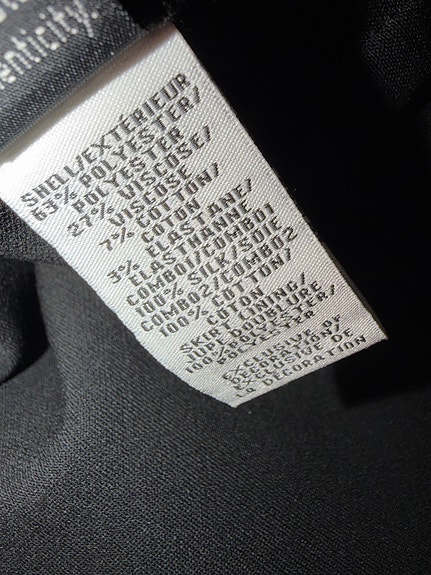 enticity.
SHELL/EXTÉRIEUR
63% POLYESTER/
POLYESTER
27% VISCOSE/
VISCOSE
7% COTTON/
COTON
3% ELASTANE/
ELASTHANNE
COMBO1/COMBO1
100% SILK/SOIE
COMBO2/COMBO2
100% COTTON/
COTON
SKIRT LINING/
JUPE DOUBLURE
100% POLYESTER/
POLYESTER
EXCLUSIVE OF
DECORATION/
EXCLUSIVE DE
LA DECORATION